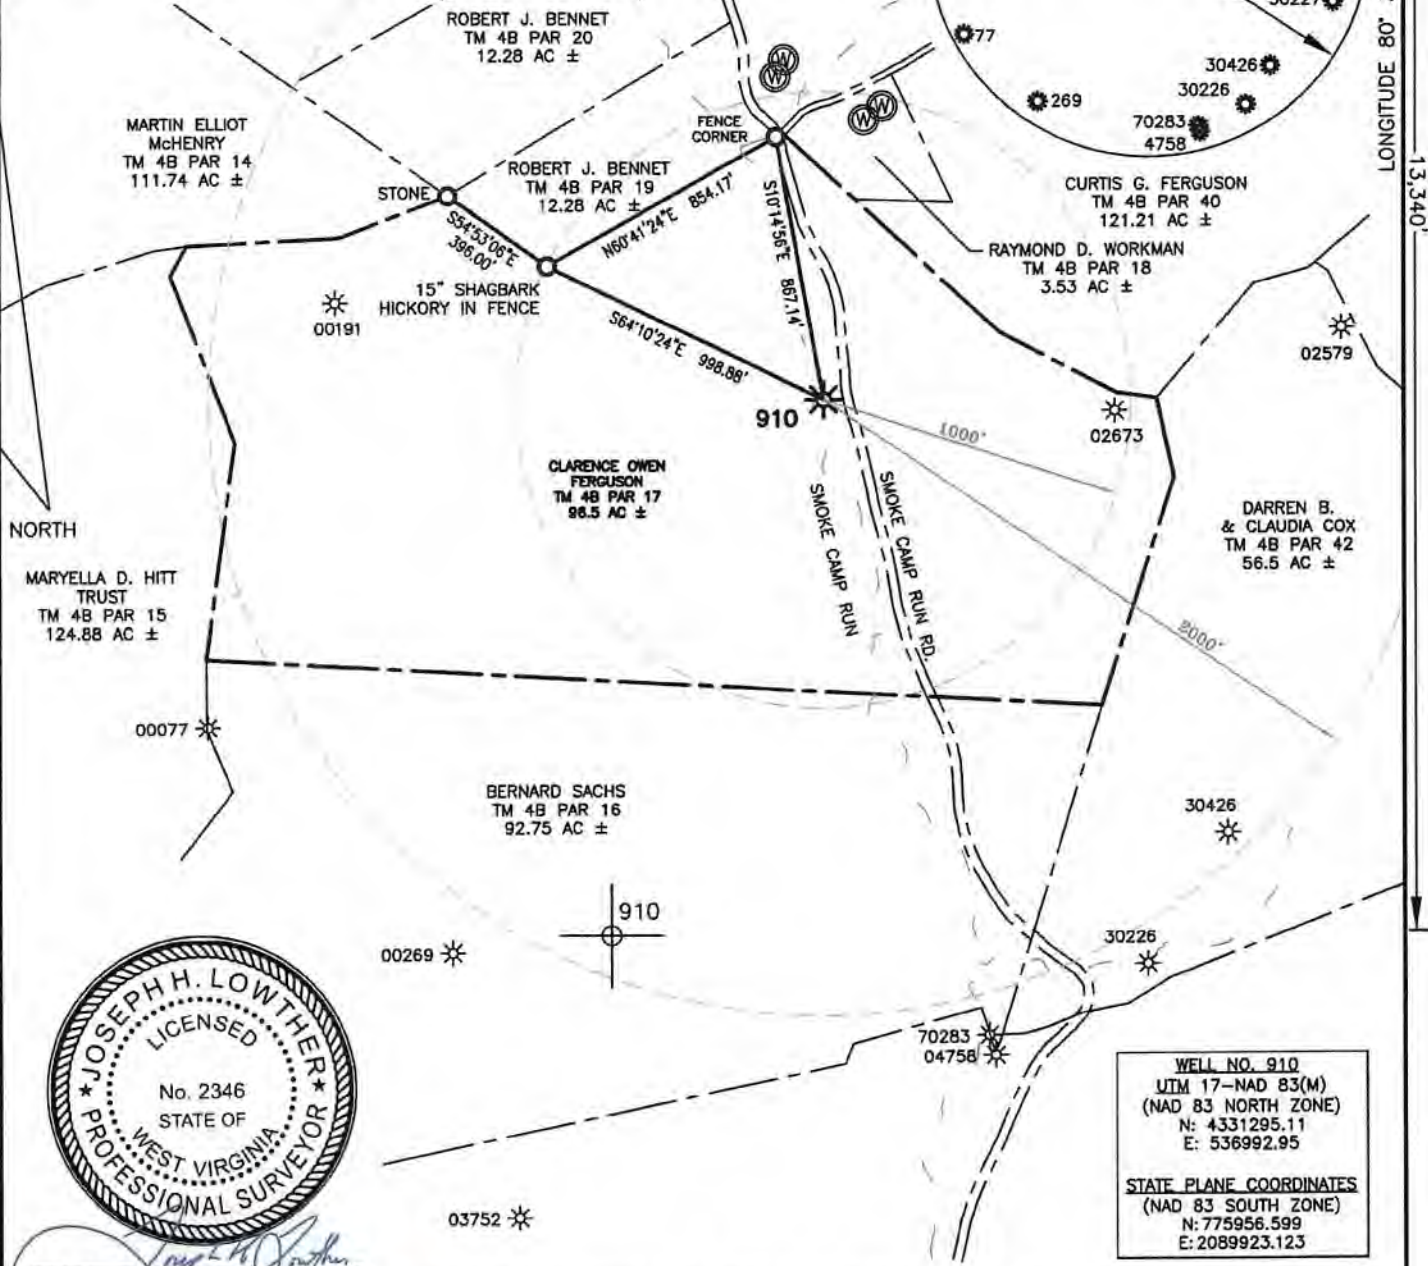 ROBERT J. BENNET
TM 4B PAR 20
12.28 AC ±
W
W
77
30227
30426
30226
269
70283
4758
LONGITUDE 80°
13,340'
MARTIN ELLIOT
McHENRY
TM 4B PAR 14
111.74 AC ±
FENCE
CORNER
W
W
STONE
ROBERT J. BENNET
TM 4B PAR 19
12.28 AC ±
CURTIS G. FERGUSON
TM 4B PAR 40
121.21 AC ±
S54°53'06"E
396.00'
N60°41'24"E 854.17'
S10°14'56"E 867.14'
RAYMOND D. WORKMAN
TM 4B PAR 18
3.53 AC ±
15" SHAGBARK
HICKORY IN FENCE
00191
S64°10'24"E 998.88'
02579
910
1000'
02673
CLARENCE OWEN
FERGUSON
TM 4B PAR 17
96.5 AC ±
SMOKE CAMP RUN
SMOKE CAMP RUN RD.
DARREN B.
& CLAUDIA COX
TM 4B PAR 42
56.5 AC ±
NORTH
MARYELLA D. HITT
TRUST
TM 4B PAR 15
124.88 AC ±
2000'
00077
BERNARD SACHS
TM 4B PAR 16
92.75 AC ±
30426
910
00269
30226
70283
04758
JOSEPH H. LOWTHER
LICENSED
No. 2346
STATE OF
WEST VIRGINIA
PROFESSIONAL SURVEYOR
Joseph H Lowther
03752
WELL NO. 910
UTM 17-NAD 83(M)
(NAD 83 NORTH ZONE)
N: 4331295.11
E: 536992.95
STATE PLANE COORDINATES
(NAD 83 SOUTH ZONE)
N:775956.599
E:2089923.123